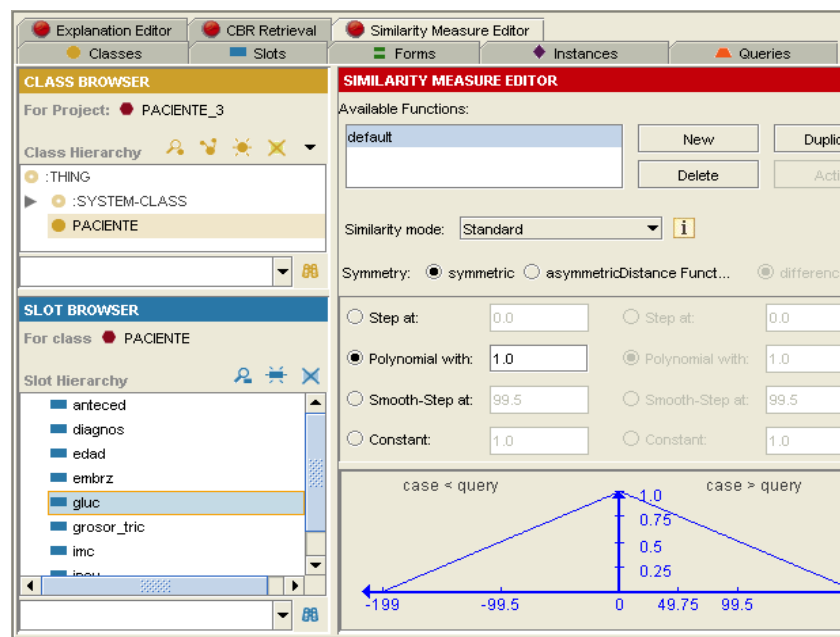 Explanation Editor CBR Retrieval Similarity Measure Editor
Classes Slots Forms Instances Queries
CLASS BROWSER
For Project: PACIENTE_3
Class Hierarchy
:THING
:SYSTEM-CLASS
PACIENTE
SLOT BROWSER
For class PACIENTE
Slot Hierarchy
anteced
diagnos
edad
embrz
gluc
grosor_tric
imc
SIMILARITY MEASURE EDITOR
Available Functions:
default
New Duplic
Delete Acti
Similarity mode: Standard i
Symmetry: symmetric asymmetricDistance Funct... differenc
Step at: 0.0 Step at: 0.0
Polynomial with: 1.0 Polynomial with: 1.0
Smooth-Step at: 99.5 Smooth-Step at: 99.5
Constant: 1.0 Constant: 1.0
case < query case > query
1.0
0.75
0.5
0.25
-199 -99.5 0 49.75 99.5